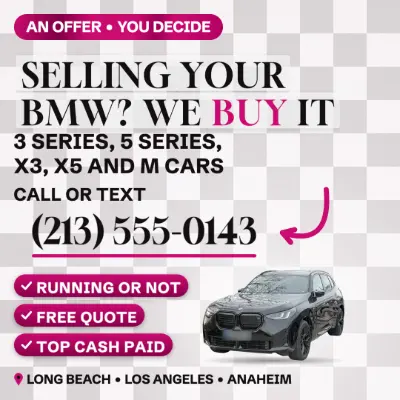 AN OFFER • YOU DECIDE
SELLING YOUR
BMW? WE BUY IT
3 SERIES, 5 SERIES,
X3, X5 AND M CARS
CALL OR TEXT
(213) 555-0143
RUNNING OR NOT
FREE QUOTE
TOP CASH PAID
LONG BEACH • LOS ANGELES • ANAHEIM